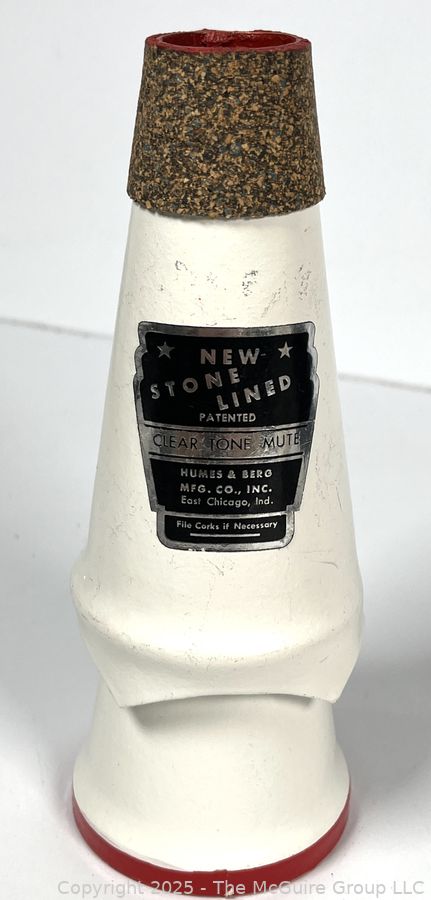 NEW
STONE
LINED
PATENTED
CLEAR TONE MUTE
HUMES & BERG
MFG. CO., INC.
East Chicago, Ind.
File Corks if Necessary
Copyright 2025 - The McGuire Group LLC